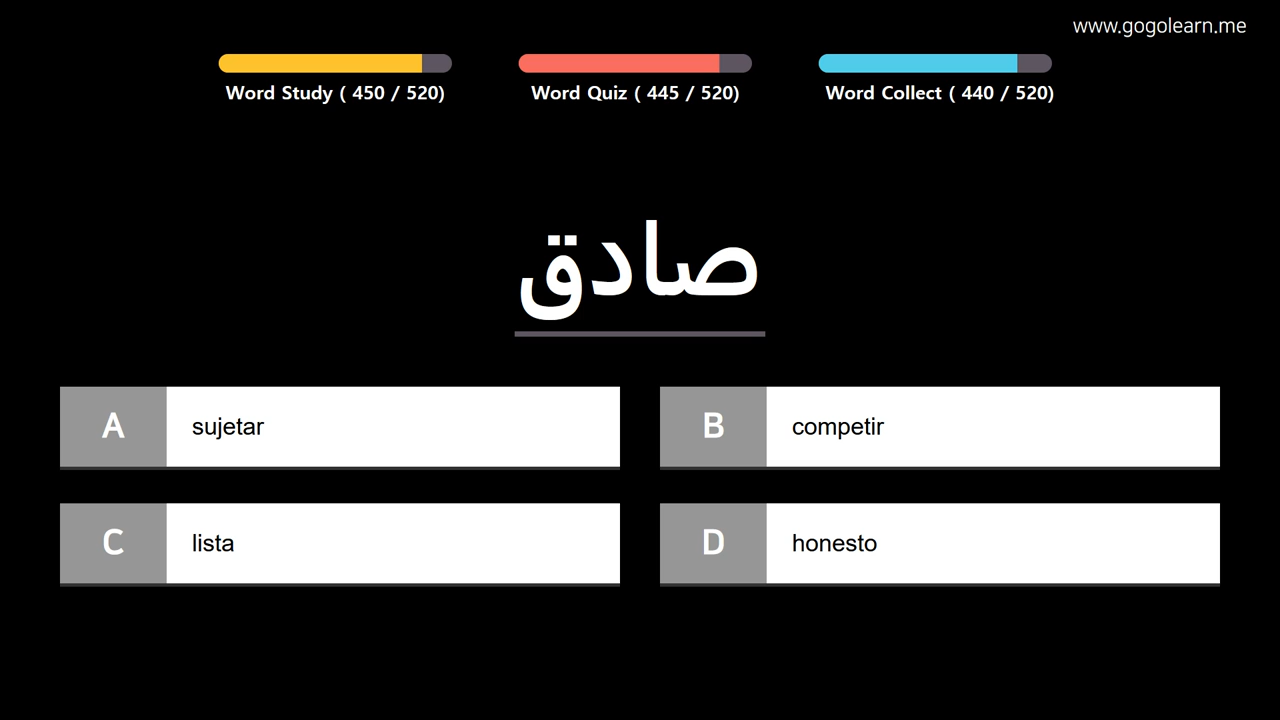 www.gogolearn.me
Word Study ( 450 / 520)
Word Quiz ( 445 / 520)
Word Collect ( 440 / 520)
صادق
A sujetar
B competir
C lista
D honesto